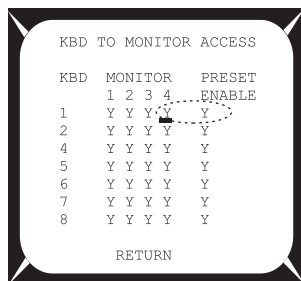 KBD TO MONITOR ACCESS
KBD MONITOR PRESET
1 2 3 4 ENABLE
1 Y Y Y Y Y
2 Y Y Y Y Y
4 Y Y Y Y Y
5 Y Y Y Y Y
6 Y Y Y Y Y
7 Y Y Y Y Y
8 Y Y Y Y Y
RETURN